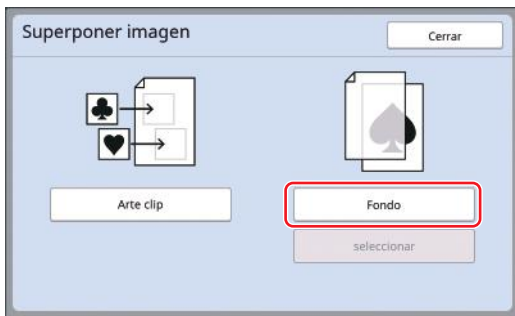 Superponer imagen
Cerrar
Arte clip
Fondo
seleccionar